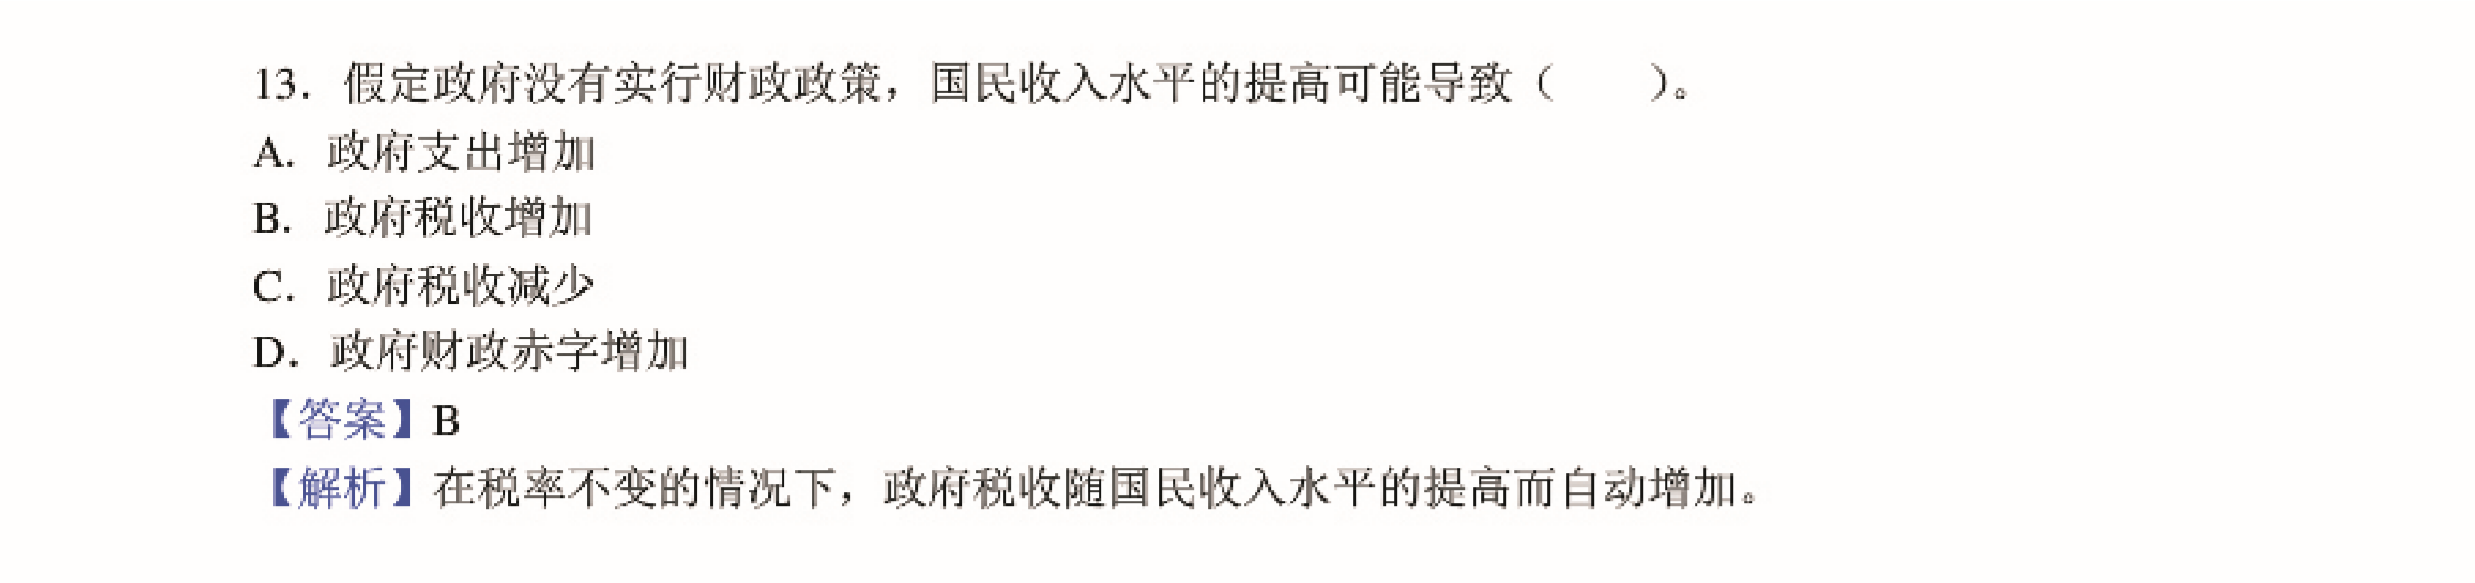 13. 假定政府没有实行财政政策，国民收入水平的提高可能导致（　　）。
A. 政府支出增加
B. 政府税收增加
C. 政府税收减少
D. 政府财政赤字增加
【答案】B
【解析】在税率不变的情况下，政府税收随国民收入水平的提高而自动增加。